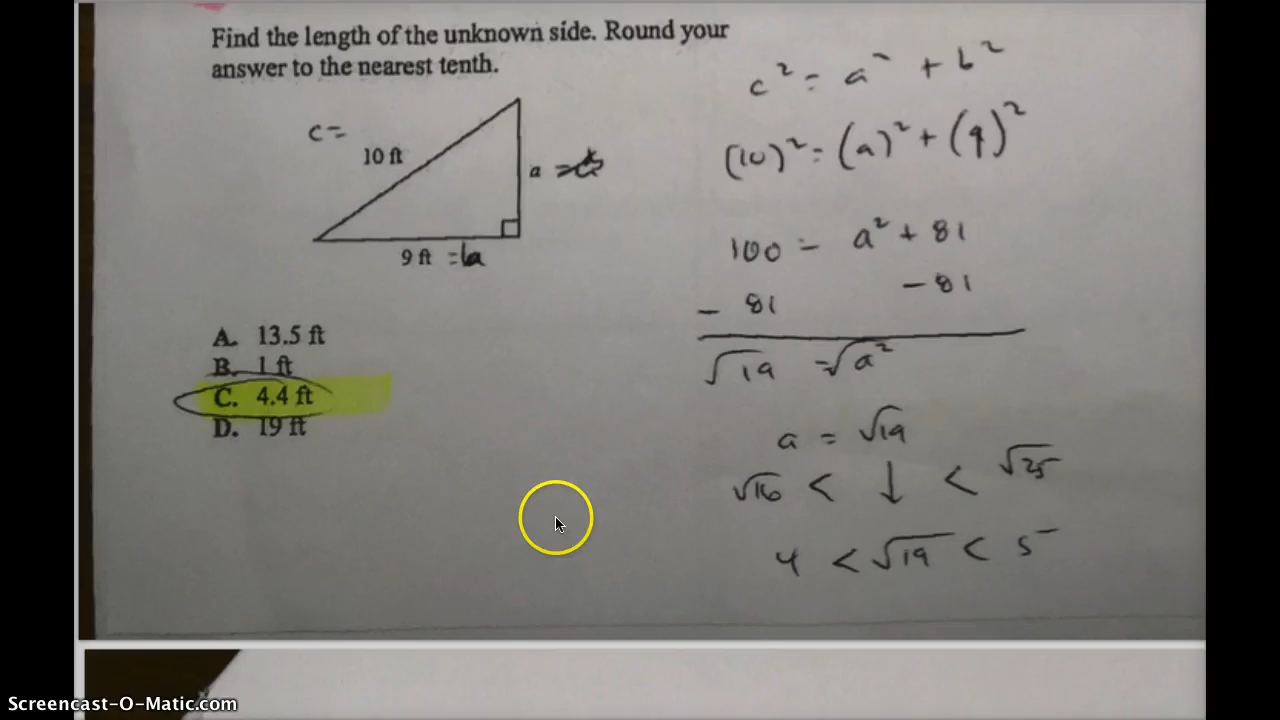 Find the length of the unknown side. Round your
answer to the nearest tenth.
c =
10 ft
a =
9 ft = b
A. 13.5 ft
B. 1 ft
C. 4.4 ft
D. 19 ft
c² = a² + b²
(10)² = (a)² + (9)²
100 = a² + 81
- 81 - 81
√19 = √a²
a = √19
√16 < ↓ < √25
4 < √19 < 5
Screencast-O-Matic.com